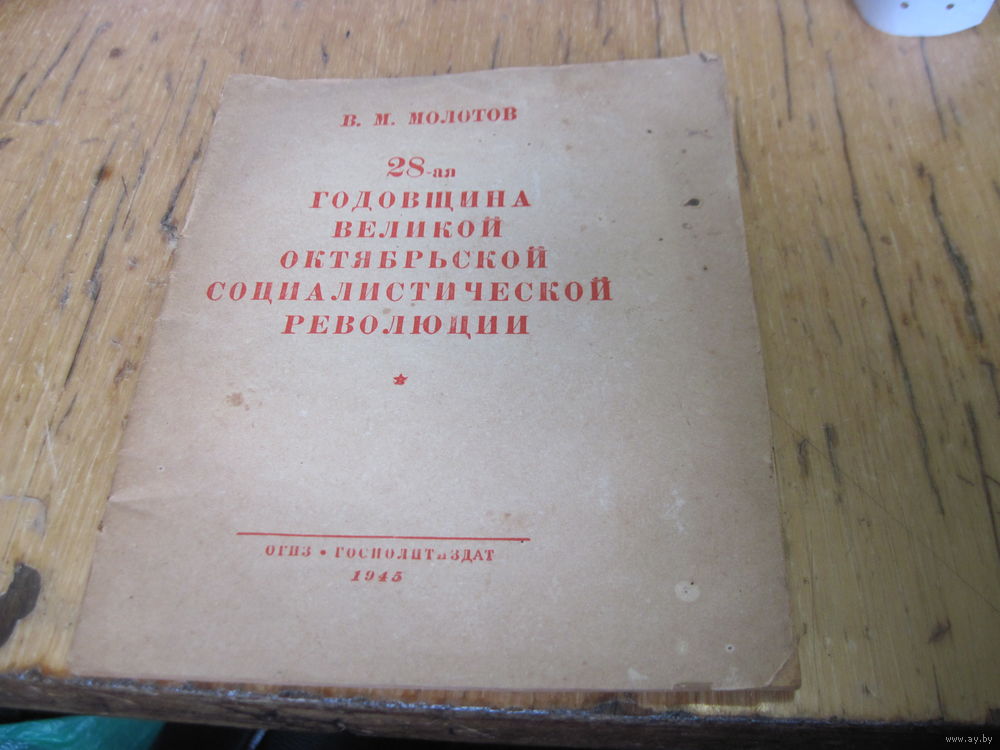 В. М. МОЛОТОВ
28-ая
ГОДОВЩИНА
ВЕЛИКОЙ
ОКТЯБРЬСКОЙ
СОЦИАЛИСТИЧЕСКОЙ
РЕВОЛЮЦИИ
ОГИЗ • ГОСПОЛИТИЗДАТ
1945
© www.ay.by